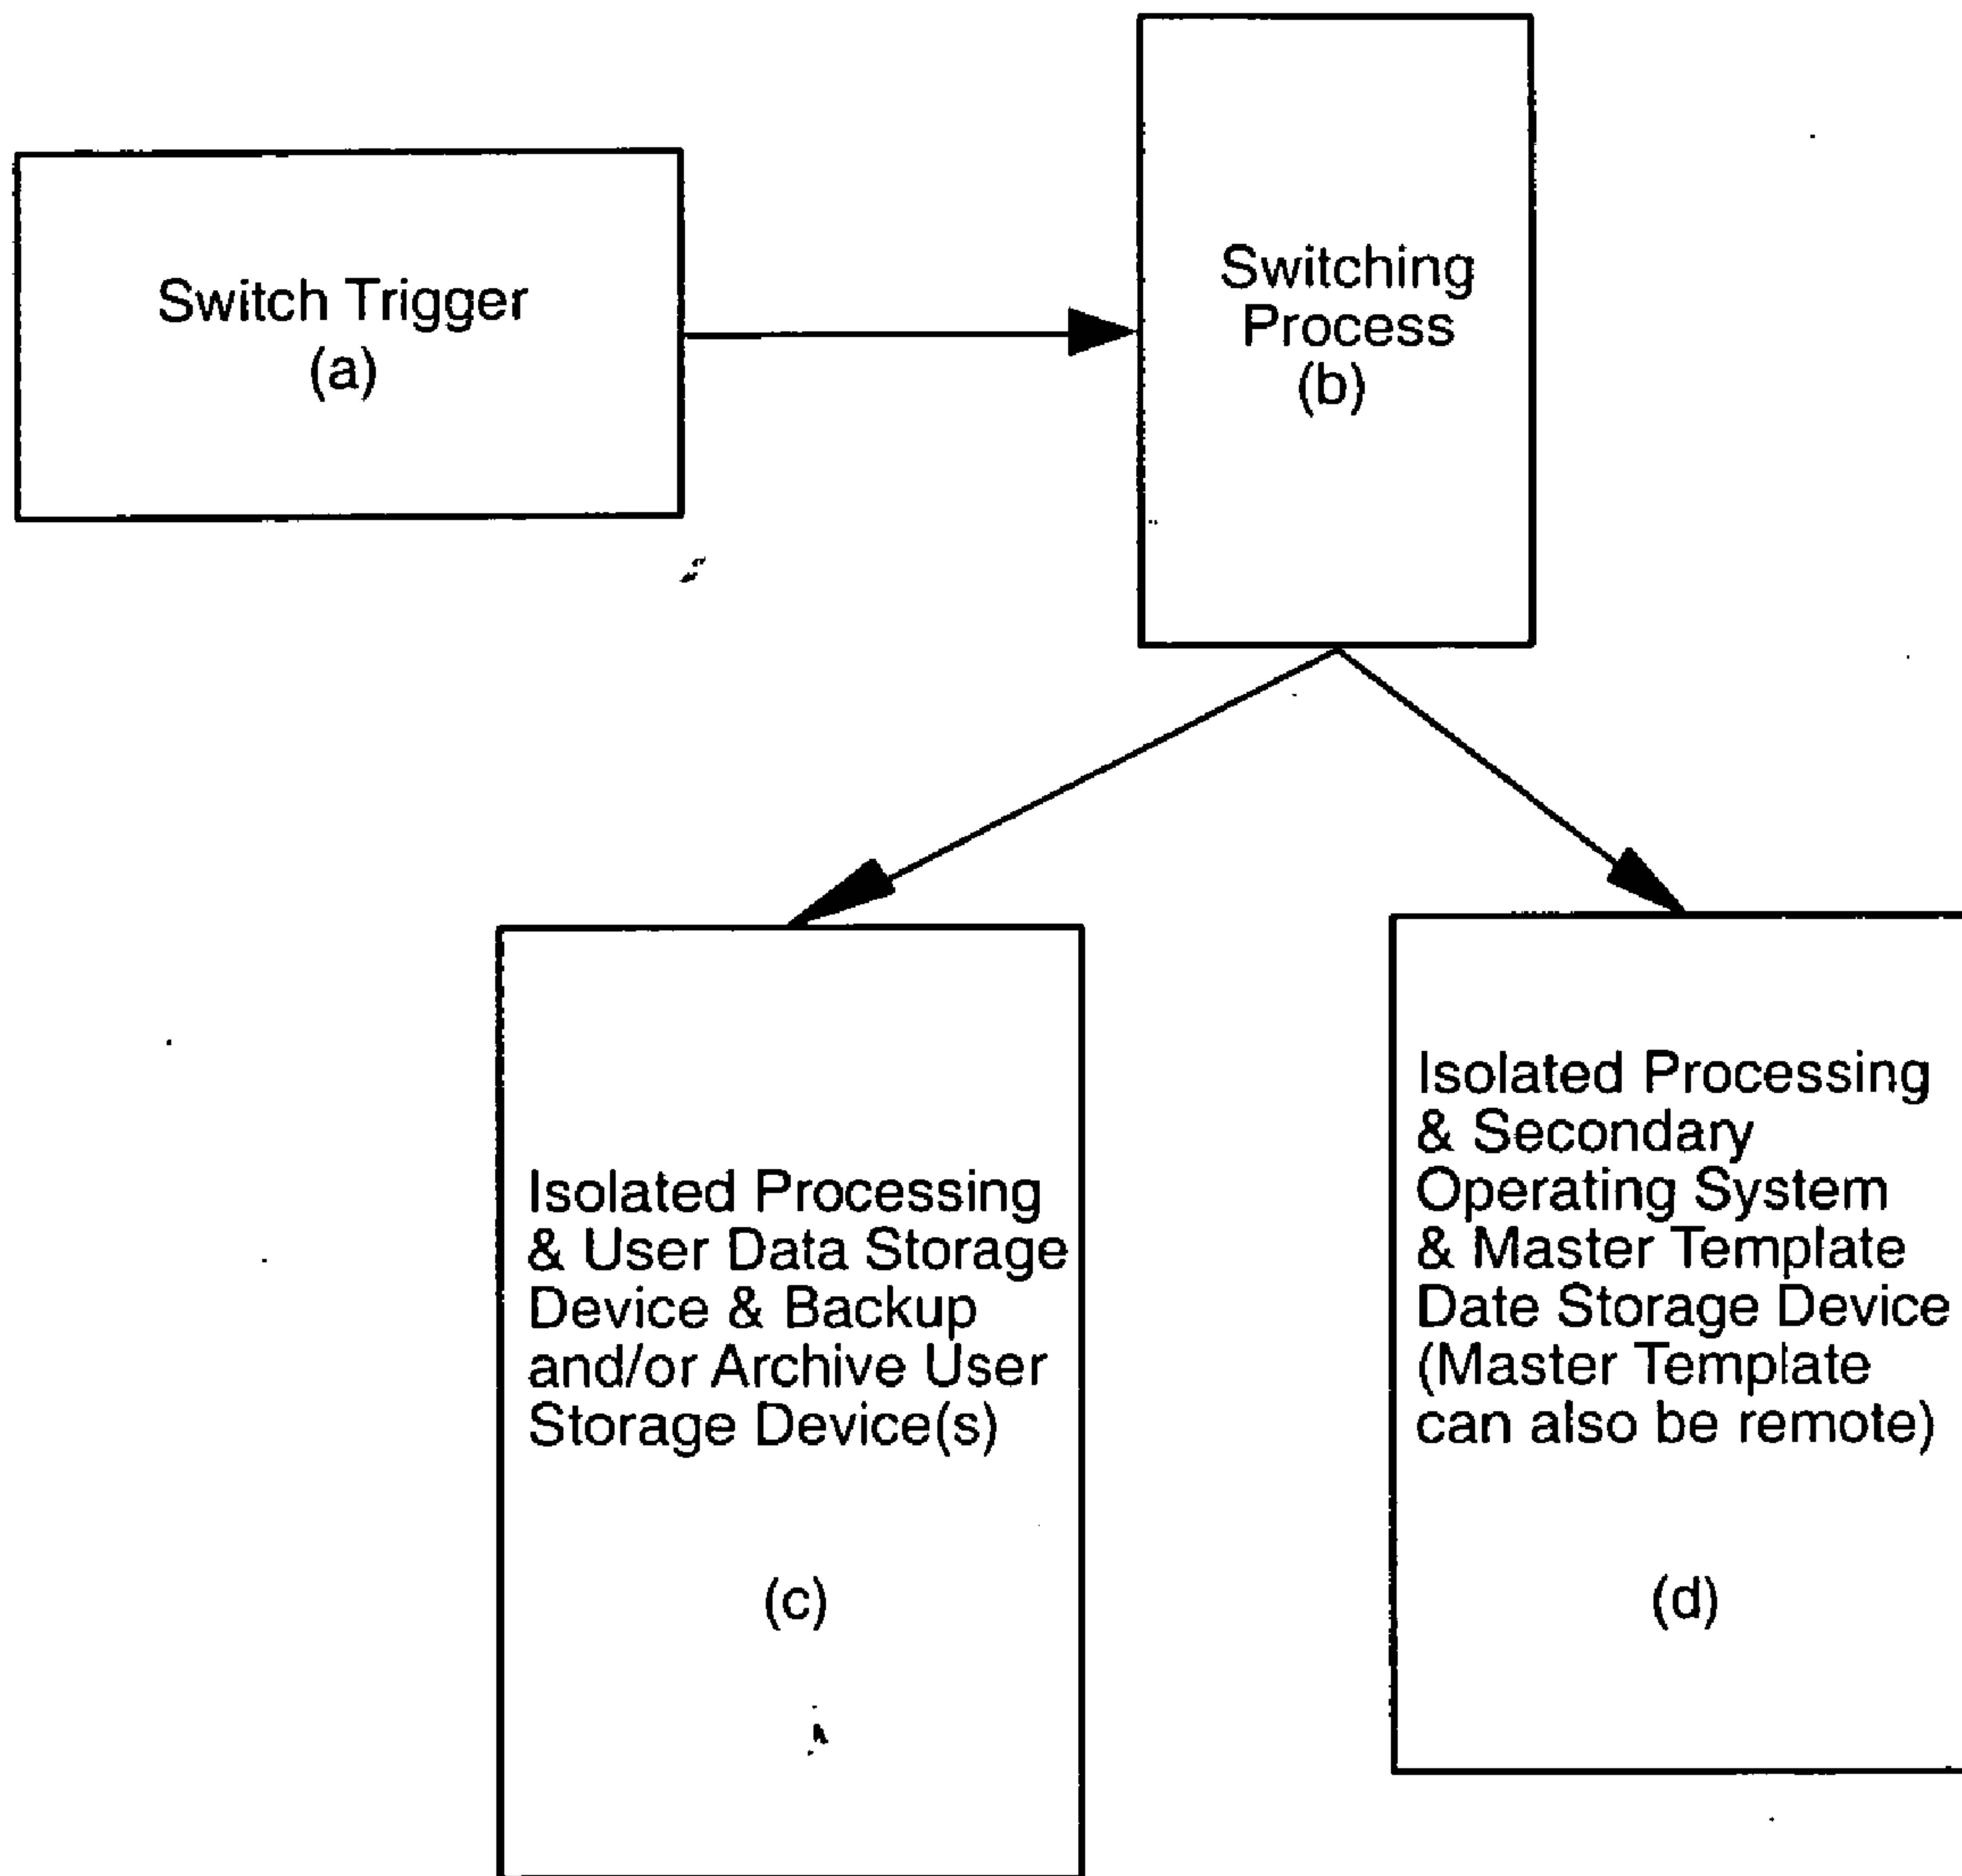 Switch Trigger
(a)
Switching
Process
(b)
Isolated Processing
& User Data Storage
Device & Backup
and/or Archive User
Storage Device(s)
(c)
Isolated Processing
& Secondary
Operating System
& Master Template
Date Storage Device
(Master Template
can also be remote)
(d)